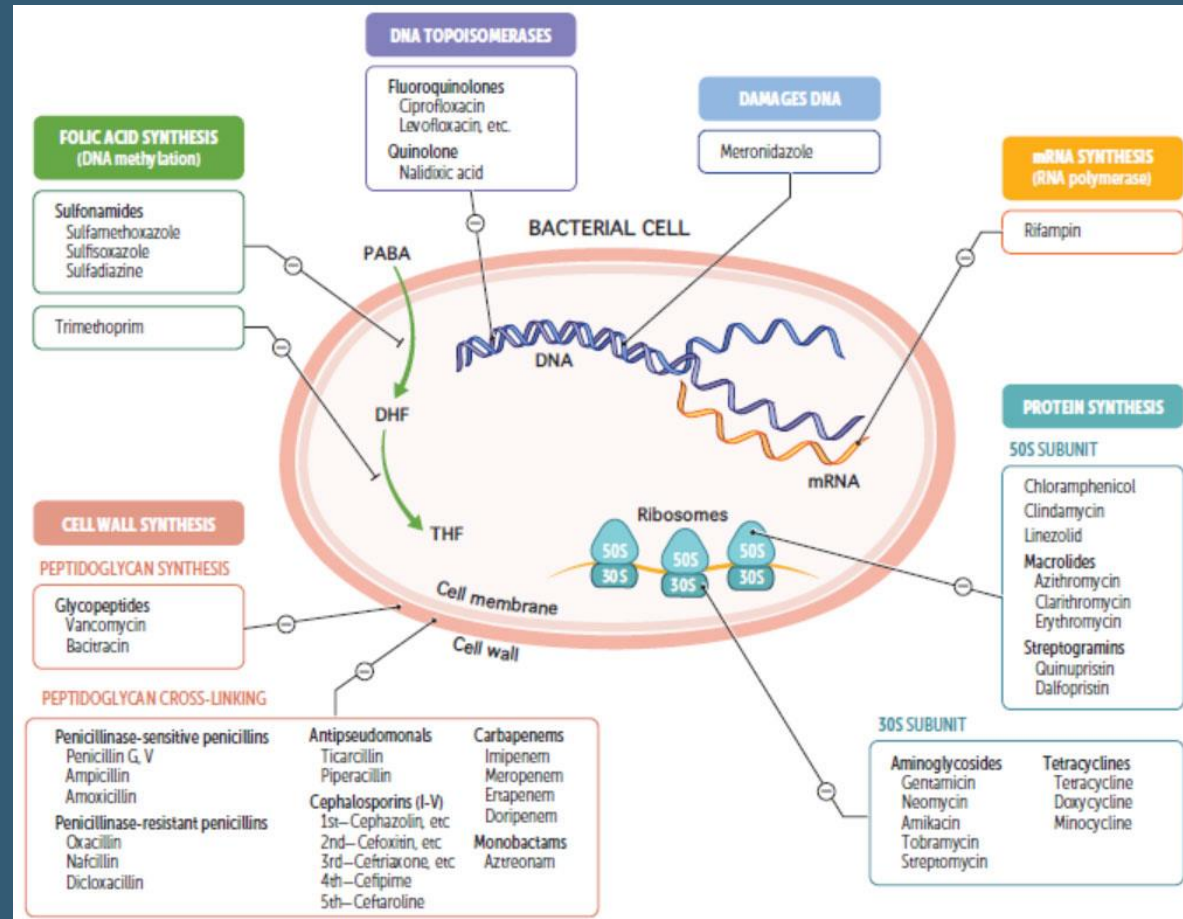 DNA TOPOISOMERASES
Fluoroquinolones
Ciprofloxacin
Levofloxacin, etc.
Quinolone
Nalidixic acid
DAMAGES DNA
Metronidazole
FOLIC ACID SYNTHESIS
(DNA methylation)
Sulfonamides
Sulfamethoxazole
Sulfisoxazole
Sulfadiazine
Trimethoprim
mRNA SYNTHESIS
(RNA polymerase)
Rifampin
BACTERIAL CELL
PABA
DNA
DHF
mRNA
THF
Ribosomes
50S
50S
50S
30S
30S
30S
Cell membrane
Cell wall
PROTEIN SYNTHESIS
50S SUBUNIT
Chloramphenicol
Clindamycin
Linezolid
Macrolides
Azithromycin
Clarithromycin
Erythromycin
Streptogramins
Quinupristin
Dalfopristin
30S SUBUNIT
Aminoglycosides
Gentamicin
Neomycin
Amikacin
Tobramycin
Streptomycin
Tetracyclines
Tetracycline
Doxycycline
Minocycline
CELL WALL SYNTHESIS
PEPTIDOGLYCAN SYNTHESIS
Glycopeptides
Vancomycin
Bacitracin
PEPTIDOGLYCAN CROSS-LINKING
Penicillinase-sensitive penicillins
Penicillin G, V
Ampicillin
Amoxicillin
Penicillinase-resistant penicillins
Oxacillin
Nafcillin
Dicloxacillin
Antipseudomonals
Ticarcillin
Piperacillin
Cephalosporins (I-V)
1st—Cephazolin, etc
2nd—Cefoxitin, etc
3rd—Ceftriaxone, etc
4th—Cefipime
5th—Ceftaroline
Carbapenems
Imipenem
Meropenem
Ertapenem
Doripenem
Monobactams
Aztreonam